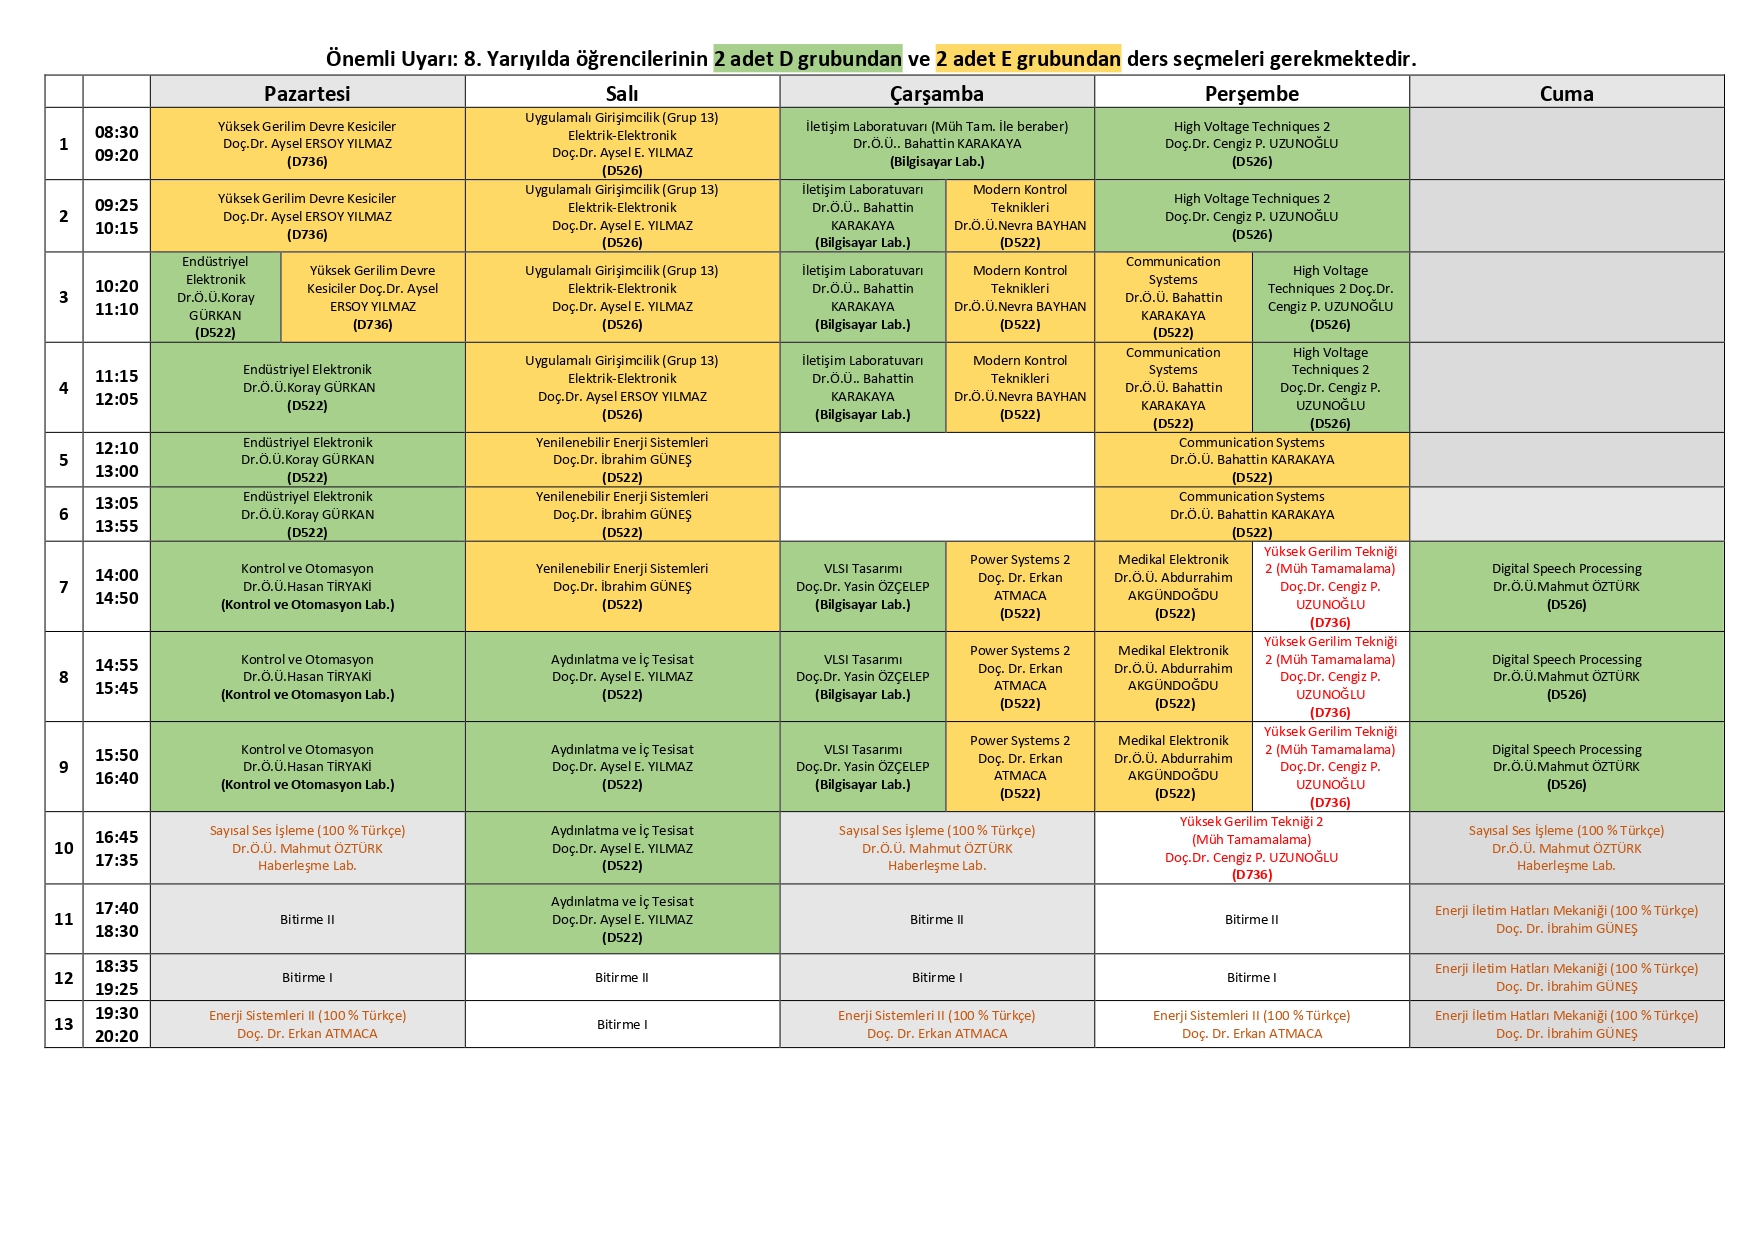 Önemli Uyarı: 8. Yarıyılda öğrencilerinin 2 adet D grubundan ve 2 adet E grubundan ders seçmeleri gerekmektedir.
Pazartesi
Salı
Çarşamba
Perşembe
Cuma
1
08:30
09:20
Yüksek Gerilim Devre Kesiciler
Doç.Dr. Aysel ERSOY YILMAZ
(D736)
Uygulamalı Girişimcilik (Grup 13)
Elektrik-Elektronik
Doç.Dr. Aysel E. YILMAZ
(D526)
İletişim Laboratuvarı (Müh Tam. İle beraber)
Dr.Ö.Ü.. Bahattin KARAKAYA
(Bilgisayar Lab.)
High Voltage Techniques 2
Doç.Dr. Cengiz P. UZUNOĞLU
(D526)
2
09:25
10:15
Yüksek Gerilim Devre Kesiciler
Doç.Dr. Aysel ERSOY YILMAZ
(D736)
Uygulamalı Girişimcilik (Grup 13)
Elektrik-Elektronik
Doç.Dr. Aysel E. YILMAZ
(D526)
İletişim Laboratuvarı
Dr.Ö.Ü.. Bahattin
KARAKAYA
(Bilgisayar Lab.)
Modern Kontrol
Teknikleri
Dr.Ö.Ü.Nevra BAYHAN
(D522)
High Voltage Techniques 2
Doç.Dr. Cengiz P. UZUNOĞLU
(D526)
3
10:20
11:10
Endüstriyel
Elektronik
Dr.Ö.Ü.Koray
GÜRKAN
(D522)
Yüksek Gerilim Devre
Kesiciler Doç.Dr. Aysel
ERSOY YILMAZ
(D736)
Uygulamalı Girişimcilik (Grup 13)
Elektrik-Elektronik
Doç.Dr. Aysel E. YILMAZ
(D526)
İletişim Laboratuvarı
Dr.Ö.Ü.. Bahattin
KARAKAYA
(Bilgisayar Lab.)
Modern Kontrol
Teknikleri
Dr.Ö.Ü.Nevra BAYHAN
(D522)
Communication
Systems
Dr.Ö.Ü. Bahattin
KARAKAYA
(D522)
High Voltage
Techniques 2 Doç.Dr.
Cengiz P. UZUNOĞLU
(D526)
4
11:15
12:05
Endüstriyel Elektronik
Dr.Ö.Ü.Koray GÜRKAN
(D522)
Uygulamalı Girişimcilik (Grup 13)
Elektrik-Elektronik
Doç.Dr. Aysel ERSOY YILMAZ
(D526)
İletişim Laboratuvarı
Dr.Ö.Ü.. Bahattin
KARAKAYA
(Bilgisayar Lab.)
Modern Kontrol
Teknikleri
Dr.Ö.Ü.Nevra BAYHAN
(D522)
Communication
Systems
Dr.Ö.Ü. Bahattin
KARAKAYA
(D522)
High Voltage
Techniques 2
Doç.Dr. Cengiz P.
UZUNOĞLU
(D526)
5
12:10
13:00
Endüstriyel Elektronik
Dr.Ö.Ü.Koray GÜRKAN
(D522)
Yenilenebilir Enerji Sistemleri
Doç.Dr. İbrahim GÜNEŞ
(D522)
Communication Systems
Dr.Ö.Ü. Bahattin KARAKAYA
(D522)
6
13:05
13:55
Endüstriyel Elektronik
Dr.Ö.Ü.Koray GÜRKAN
(D522)
Yenilenebilir Enerji Sistemleri
Doç.Dr. İbrahim GÜNEŞ
(D522)
Communication Systems
Dr.Ö.Ü. Bahattin KARAKAYA
(D522)
7
14:00
14:50
Kontrol ve Otomasyon
Dr.Ö.Ü.Hasan TİRYAKİ
(Kontrol ve Otomasyon Lab.)
Yenilenebilir Enerji Sistemleri
Doç.Dr. İbrahim GÜNEŞ
(D522)
VLSI Tasarımı
Doç.Dr. Yasin ÖZÇELEP
(Bilgisayar Lab.)
Power Systems 2
Doç. Dr. Erkan
ATMACA
(D522)
Medikal Elektronik
Dr.Ö.Ü. Abdurrahim
AKGÜNDOĞDU
(D522)
Yüksek Gerilim Tekniği
2 (Müh Tamamalama)
Doç.Dr. Cengiz P.
UZUNOĞLU
(D736)
Digital Speech Processing
Dr.Ö.Ü.Mahmut ÖZTÜRK
(D526)
8
14:55
15:45
Kontrol ve Otomasyon
Dr.Ö.Ü.Hasan TİRYAKİ
(Kontrol ve Otomasyon Lab.)
Aydınlatma ve İç Tesisat
Doç.Dr. Aysel E. YILMAZ
(D522)
VLSI Tasarımı
Doç.Dr. Yasin ÖZÇELEP
(Bilgisayar Lab.)
Power Systems 2
Doç. Dr. Erkan
ATMACA
(D522)
Medikal Elektronik
Dr.Ö.Ü. Abdurrahim
AKGÜNDOĞDU
(D522)
Yüksek Gerilim Tekniği
2 (Müh Tamamalama)
Doç.Dr. Cengiz P.
UZUNOĞLU
(D736)
Digital Speech Processing
Dr.Ö.Ü.Mahmut ÖZTÜRK
(D526)
9
15:50
16:40
Kontrol ve Otomasyon
Dr.Ö.Ü.Hasan TİRYAKİ
(Kontrol ve Otomasyon Lab.)
Aydınlatma ve İç Tesisat
Doç.Dr. Aysel E. YILMAZ
(D522)
VLSI Tasarımı
Doç.Dr. Yasin ÖZÇELEP
(Bilgisayar Lab.)
Power Systems 2
Doç. Dr. Erkan
ATMACA
(D522)
Medikal Elektronik
Dr.Ö.Ü. Abdurrahim
AKGÜNDOĞDU
(D522)
Yüksek Gerilim Tekniği
2 (Müh Tamamalama)
Doç.Dr. Cengiz P.
UZUNOĞLU
(D736)
Digital Speech Processing
Dr.Ö.Ü.Mahmut ÖZTÜRK
(D526)
10
16:45
17:35
Sayısal Ses İşleme (100 % Türkçe)
Dr.Ö.Ü. Mahmut ÖZTÜRK
Haberleşme Lab.
Aydınlatma ve İç Tesisat
Doç.Dr. Aysel E. YILMAZ
(D522)
Sayısal Ses İşleme (100 % Türkçe)
Dr.Ö.Ü. Mahmut ÖZTÜRK
Haberleşme Lab.
Yüksek Gerilim Tekniği 2
(Müh Tamamalama)
Doç.Dr. Cengiz P. UZUNOĞLU
(D736)
Sayısal Ses İşleme (100 % Türkçe)
Dr.Ö.Ü. Mahmut ÖZTÜRK
Haberleşme Lab.
11
17:40
18:30
Bitirme II
Aydınlatma ve İç Tesisat
Doç.Dr. Aysel E. YILMAZ
(D522)
Bitirme II
Bitirme II
Enerji İletim Hatları Mekaniği (100 % Türkçe)
Doç. Dr. İbrahim GÜNEŞ
12
18:35
19:25
Bitirme I
Bitirme II
Bitirme I
Bitirme I
Enerji İletim Hatları Mekaniği (100 % Türkçe)
Doç. Dr. İbrahim GÜNEŞ
13
19:30
20:20
Enerji Sistemleri II (100 % Türkçe)
Doç. Dr. Erkan ATMACA
Bitirme I
Enerji Sistemleri II (100 % Türkçe)
Doç. Dr. Erkan ATMACA
Enerji Sistemleri II (100 % Türkçe)
Doç. Dr. Erkan ATMACA
Enerji İletim Hatları Mekaniği (100 % Türkçe)
Doç. Dr. İbrahim GÜNEŞ